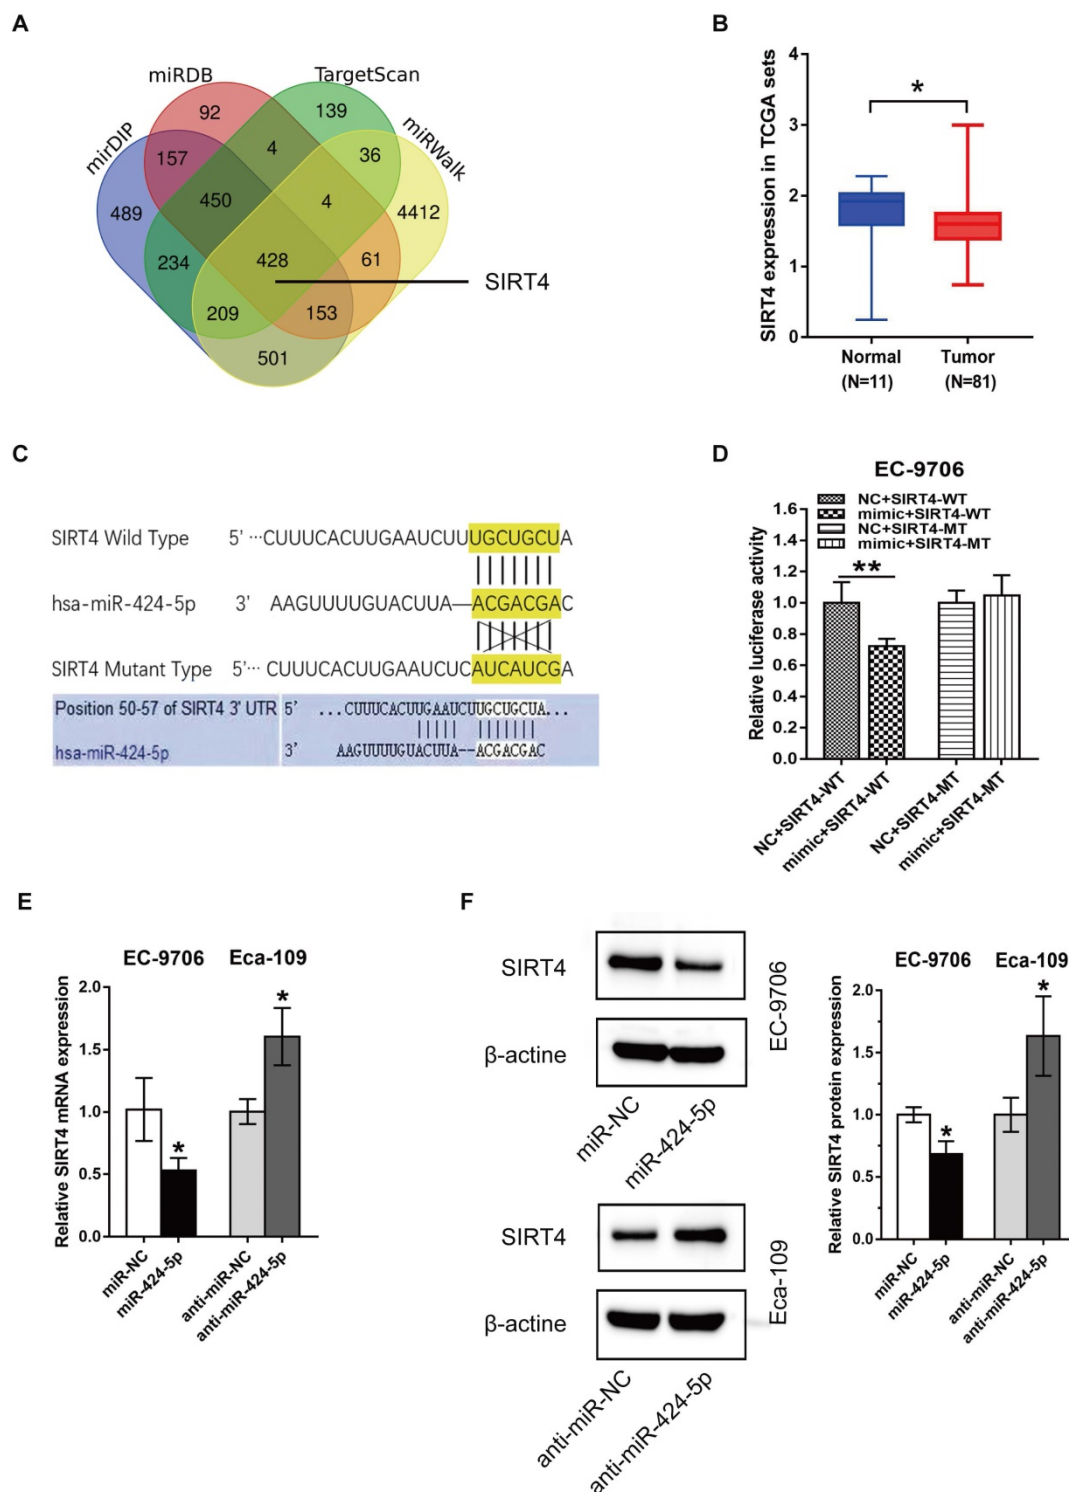 A
miRDB
TargetScan
mirDIP
miRWalk
92
139
157
4
36
489
450
4
4412
234
428
61
SIRT4
209
153
501
B
SIRT4 expression in TCGA sets
4
3
2
1
0
*
Normal
(N=11)
Tumor
(N=81)
C
SIRT4 Wild Type 5' ···CUUUCACUUGAAUCUUUGCUGCUA
hsa-miR-424-5p 3' AAGUUUUGUACUUA—ACGACGAC
SIRT4 Mutant Type 5'··· CUUUCACUUGAAUCUCAUCAUCGA
Position 50-57 of SIRT4 3' UTR 5' ...CUUUCACUUGAAUCUUGCUGCUA...
hsa-miR-424-5p 3' AAGUUUUGUACUUA--ACGACGAC
D
EC-9706
NC+SIRT4-WT
mimic+SIRT4-WT
NC+SIRT4-MT
mimic+SIRT4-MT
Relative luciferase activity
1.6
1.4
1.2
1.0
0.8
0.6
0.4
0.2
0.0
**
NC+SIRT4-WT
mimic+SIRT4-WT
NC+SIRT4-MT
mimic+SIRT4-MT
E
EC-9706 Eca-109
Relative SIRT4 mRNA expression
2.0
1.5
1.0
0.5
0.0
*
*
miR-NC
miR-424-5p
anti-miR-NC
anti-miR-424-5p
F
SIRT4
β-actine
EC-9706
miR-NC
miR-424-5p
SIRT4
β-actine
Eca-109
anti-miR-NC
anti-miR-424-5p
EC-9706 Eca-109
Relative SIRT4 protein expression
2.0
1.5
1.0
0.5
0.0
*
*
miR-NC
miR-424-5p
anti-miR-NC
anti-miR-424-5p